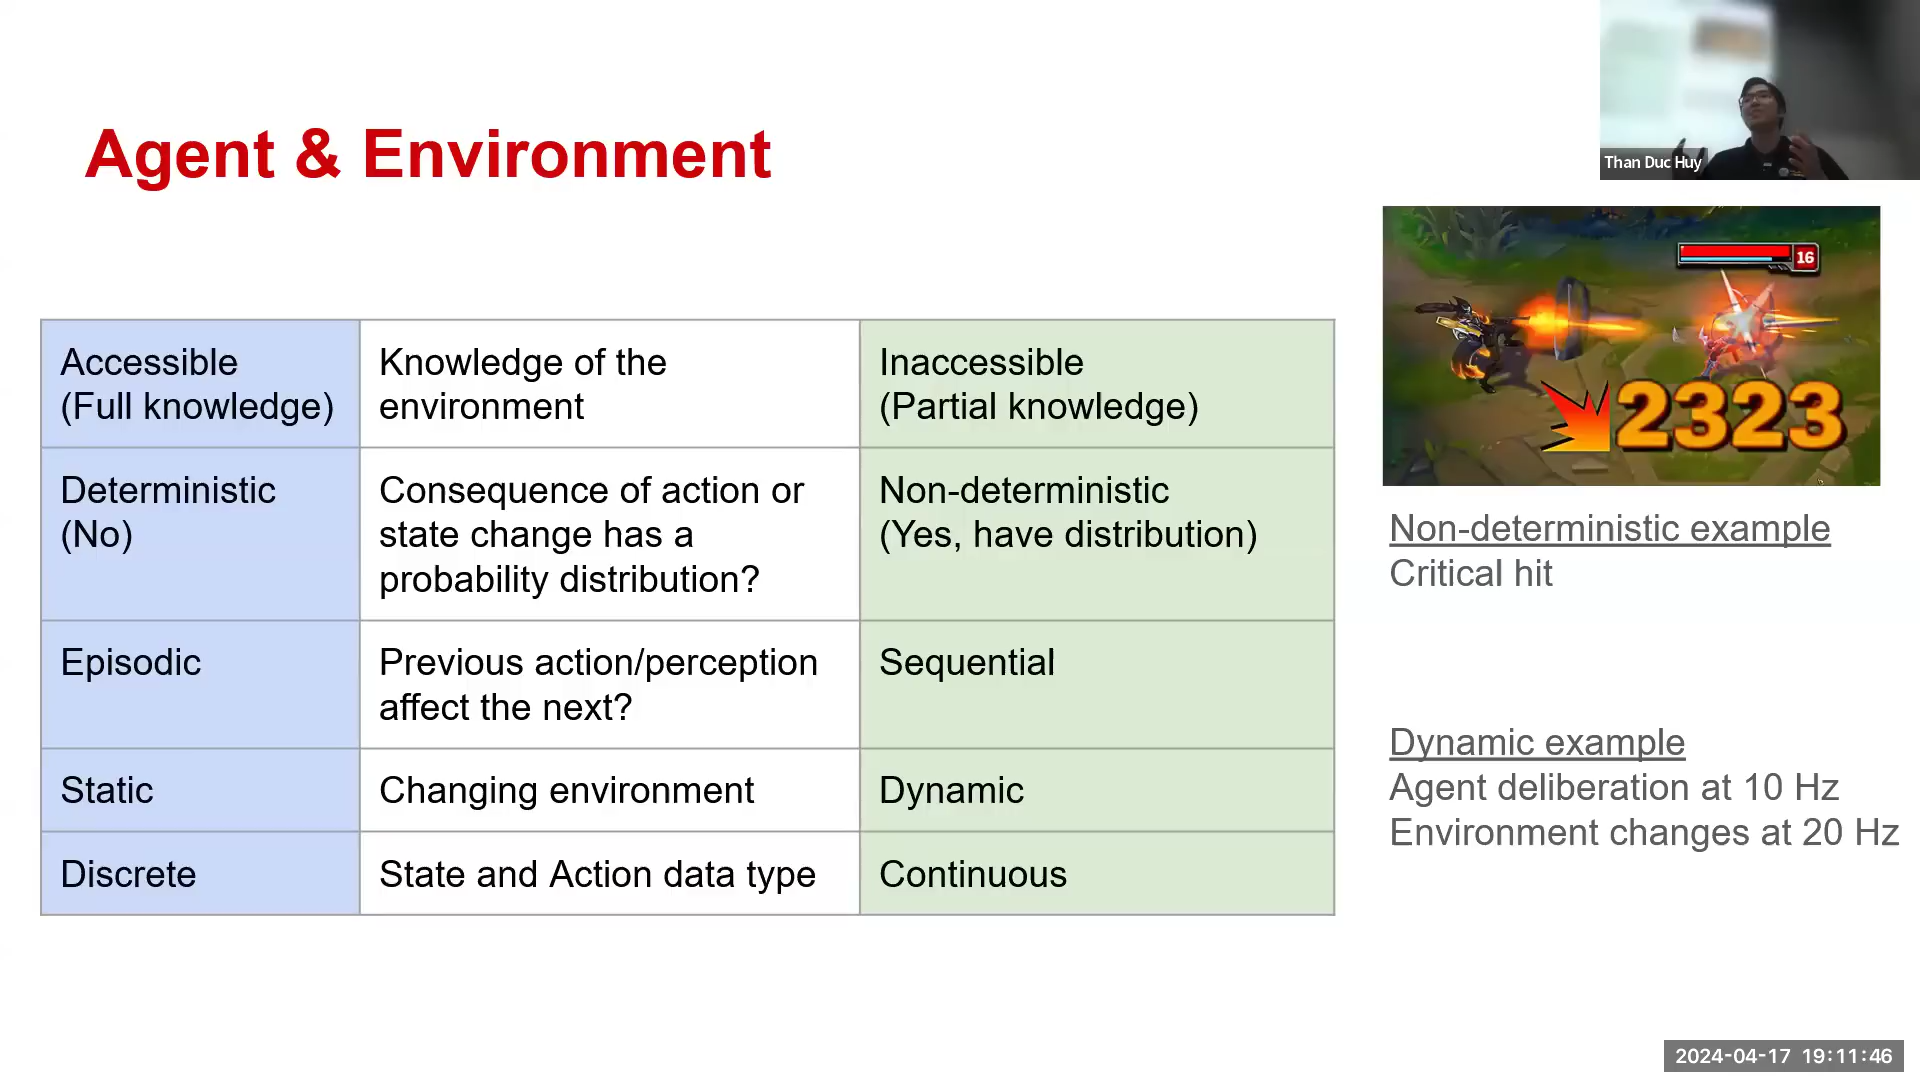 Agent & Environment
Than Duc Huy
Accessible
(Full knowledge)
Knowledge of the
environment
Inaccessible
(Partial knowledge)
Deterministic
(No)
Consequence of action or
state change has a
probability distribution?
Non-deterministic
(Yes, have distribution)
Episodic
Previous action/perception
affect the next?
Sequential
Static
Changing environment
Dynamic
Discrete
State and Action data type
Continuous
16
2323
Non-deterministic example
Critical hit
Dynamic example
Agent deliberation at 10 Hz
Environment changes at 20 Hz
2024-04-17 19:11:46